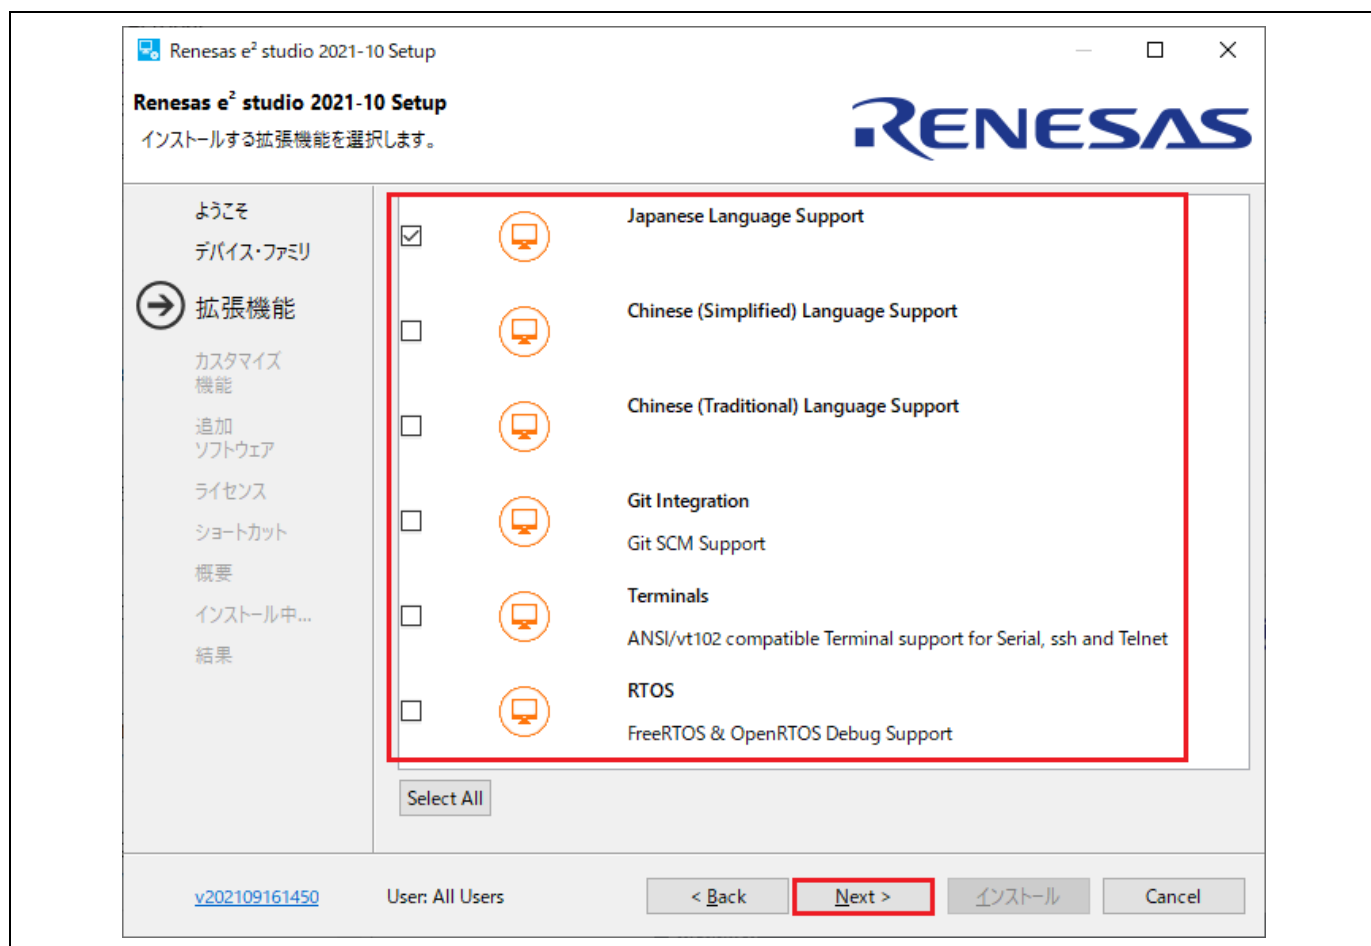 Renesas e² studio 2021-10 Setup
Renesas e² studio 2021-10 Setup
インストールする拡張機能を選択します。
RENESAS
ようこそ
デバイス・ファミリ
拡張機能
カスタマイズ
機能
追加
ソフトウェア
ライセンス
ショートカット
概要
インストール中...
結果
Japanese Language Support
Chinese (Simplified) Language Support
Chinese (Traditional) Language Support
Git Integration
Git SCM Support
Terminals
ANSI/vt102 compatible Terminal support for Serial, ssh and Telnet
RTOS
FreeRTOS & OpenRTOS Debug Support
Select All
v202109161450
User: All Users
< Back
Next >
インストール
Cancel